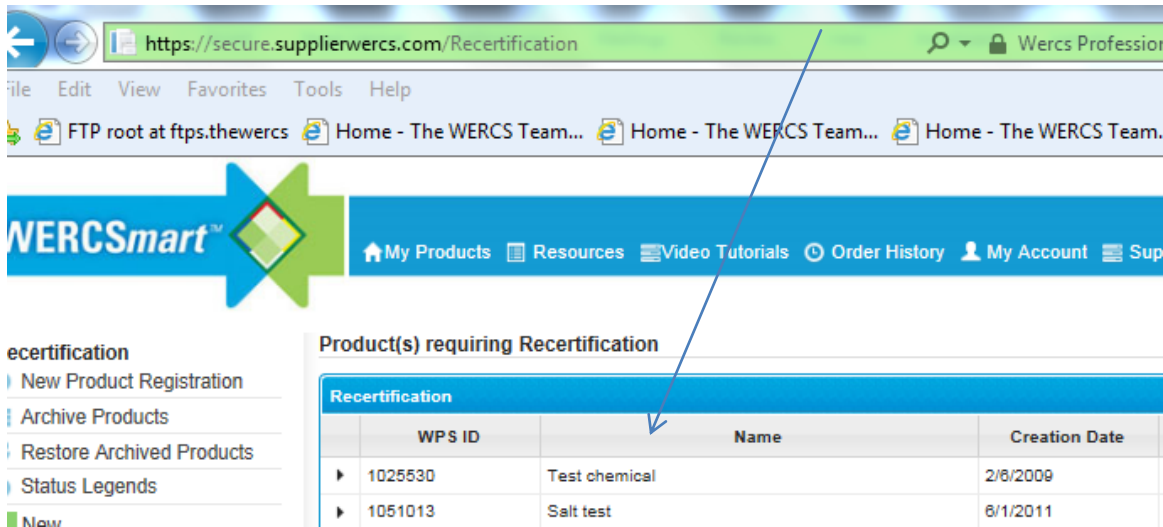 https://secure.supplierwercs.com/Recertification Wercs Profession
File Edit View Favorites Tools Help
FTP root at ftps.thewercs Home - The WERCS Team... Home - The WERCS Team... Home - The WERCS Team.
WERCSmart™
My Products Resources Video Tutorials Order History My Account Sup
ecertification
New Product Registration
Archive Products
Restore Archived Products
Status Legends
New
Product(s) requiring Recertification
Recertification
WPS ID Name Creation Date
1025530 Test chemical 2/6/2009
1051013 Salt test 6/1/2011